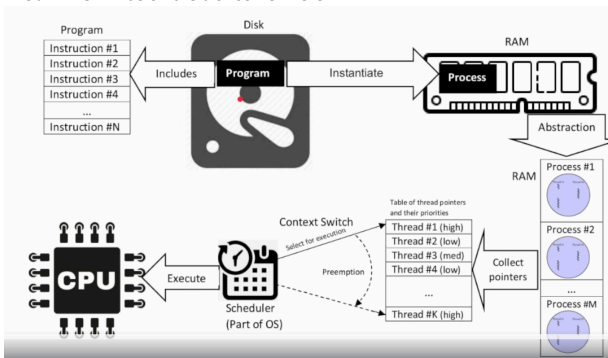 Program
Instruction #1
Instruction #2
Instruction #3
Instruction #4
...
Instruction #N
Includes
Disk
Program
Instantiate
RAM
Process
Abstraction
RAM
Process #1
Process #2
...
Process #M
Collect
pointers
Table of thread pointers
and their priorities
Thread #1 (high)
Thread #2 (low)
Thread #3 (med)
Thread #4 (low)
...
Thread #K (high)
Context Switch
Select for execution
Preemption
Scheduler
(Part of OS)
Execute
CPU